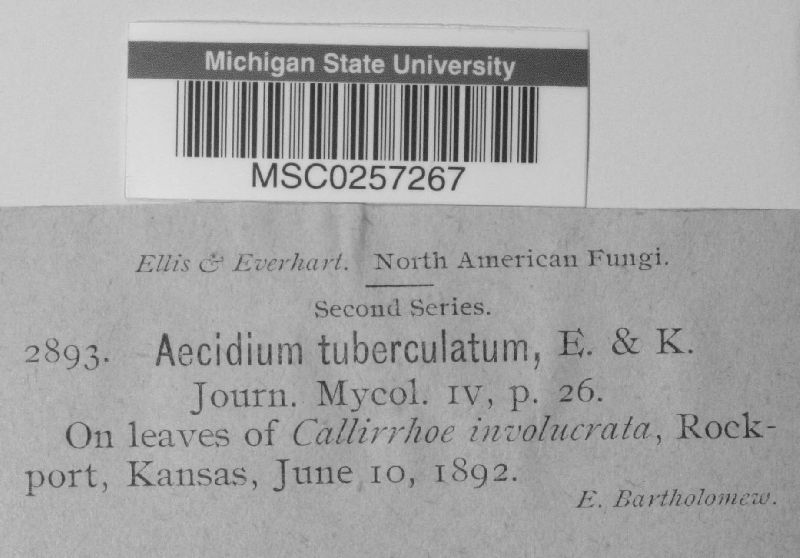 Michigan State University
MSC0257267
Ellis & Everhart. North American Fungi.
Second Series.
2893. Aecidium tuberculatum, E. & K.
Journ. Mycol. IV, p. 26.
On leaves of Callirrhoe involucrata, Rock-
port, Kansas, June 10, 1892.
E. Bartholomew.